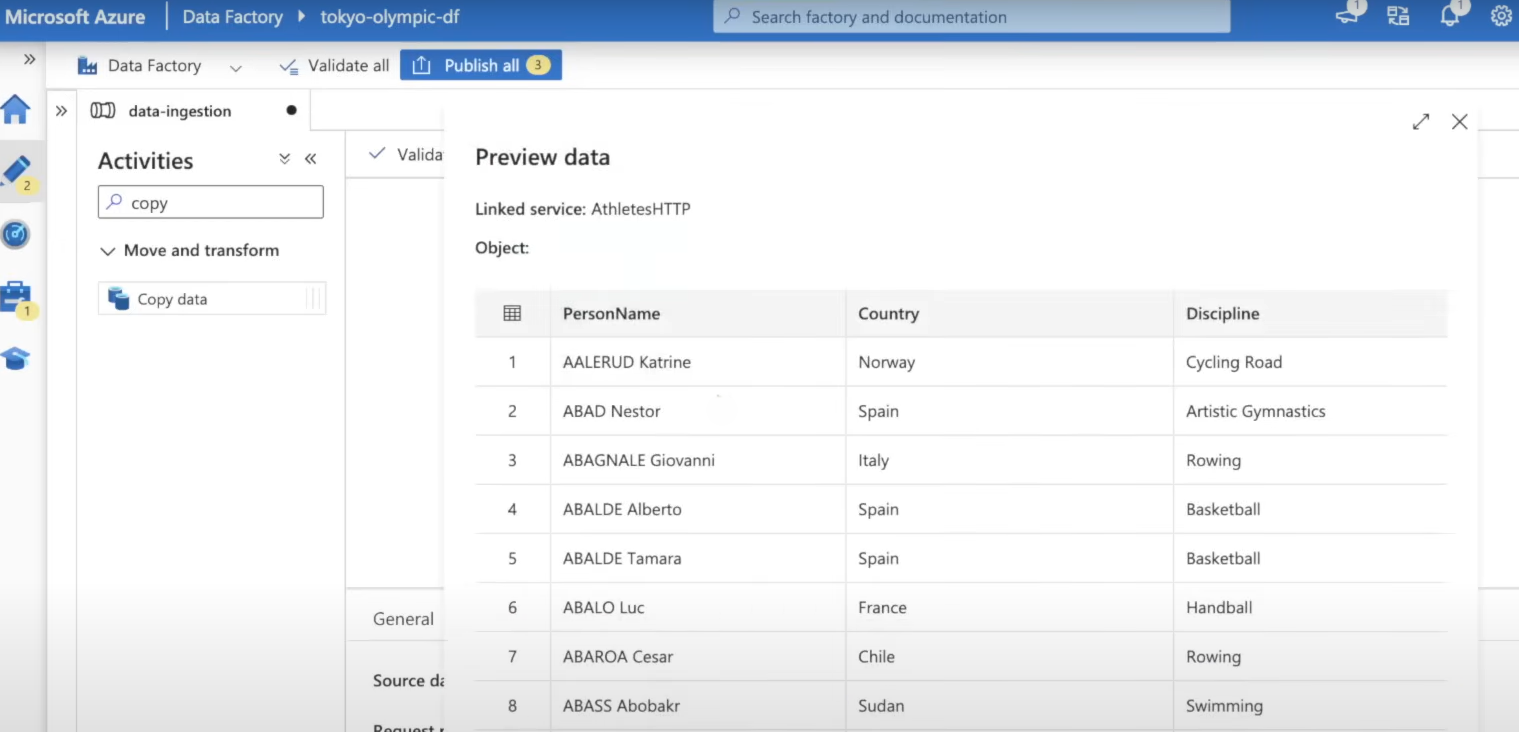 Microsoft Azure Data Factory tokyo-olympic-df Search factory and documentation 1 1
Data Factory Validate all Publish all 3
data-ingestion
Activities
copy
Move and transform
Copy data
2
1
Preview data
Linked service: AthletesHTTP
Object:
PersonName Country Discipline
1 AALERUD Katrine Norway Cycling Road
2 ABAD Nestor Spain Artistic Gymnastics
3 ABAGNALE Giovanni Italy Rowing
4 ABALDE Alberto Spain Basketball
5 ABALDE Tamara Spain Basketball
6 ABALO Luc France Handball
7 ABAROA Cesar Chile Rowing
8 ABASS Abobakr Sudan Swimming
General